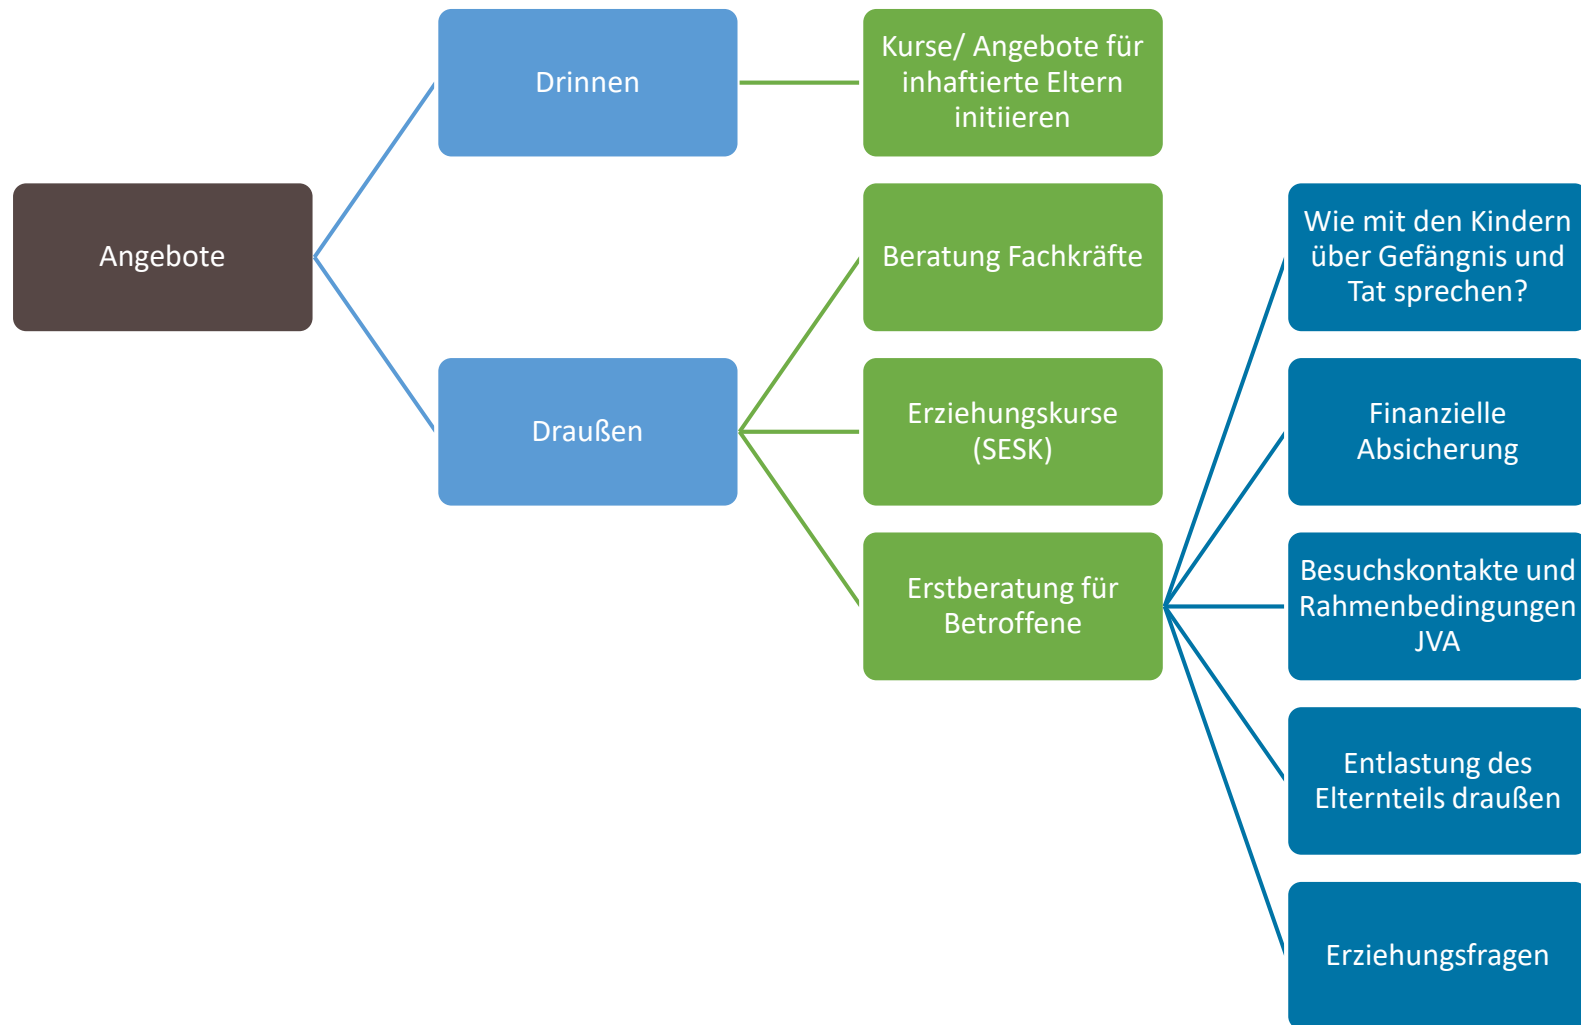 Angebote
Drinnen
Kurse/ Angebote für
inhaftierte Eltern
initiieren
Draußen
Beratung Fachkräfte
Erziehungskurse
(SESK)
Erstberatung für
Betroffene
Wie mit den Kindern
über Gefängnis und
Tat sprechen?
Finanzielle
Absicherung
Besuchskontakte und
Rahmenbedingungen
JVA
Entlastung des
Elternteils draußen
Erziehungsfragen